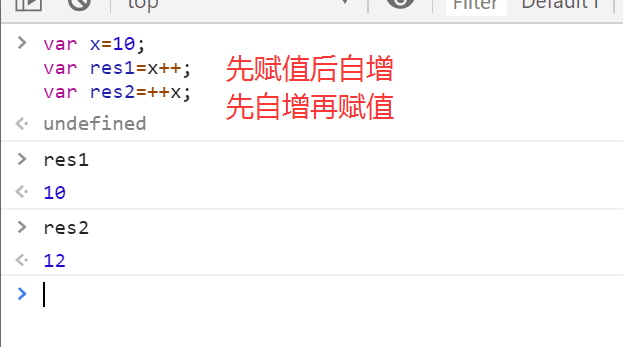 top
Filter
Default l
var x=10;
var res1=x++; 先赋值后自增
var res2=++x; 先自增再赋值
undefined
res1
10
res2
12